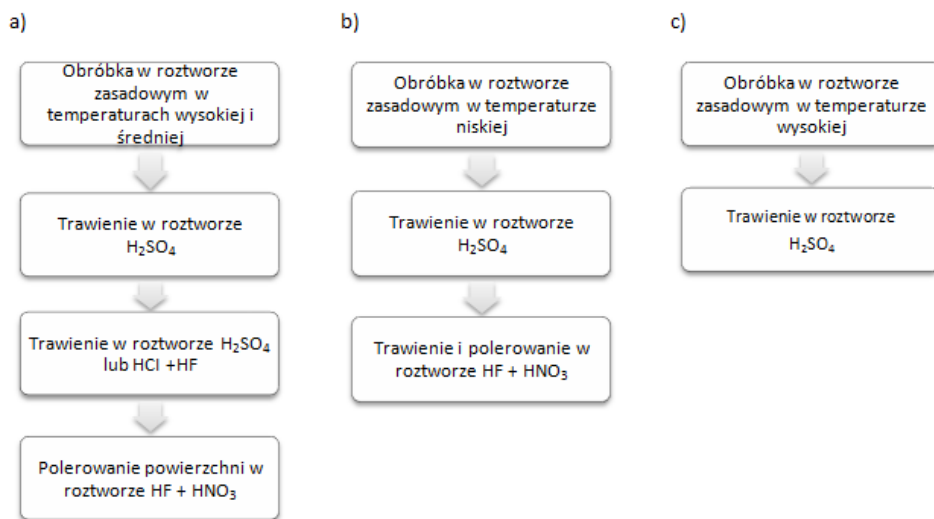 a)
Obróbka w roztworze
zasadowym w
temperaturach wysokiej i
średniej
Trawienie w roztworze
H₂SO₄
Trawienie w roztworze H₂SO₄
lub HCl +HF
Polerowanie powierzchni w
roztworze HF + HNO₃
b)
Obróbka w roztworze
zasadowym w temperaturze
niskiej
Trawienie w roztworze
H₂SO₄
Trawienie i polerowanie w
roztworze HF + HNO₃
c)
Obróbka w roztworze
zasadowym w temperaturze
wysokiej
Trawienie w roztworze
H₂SO₄